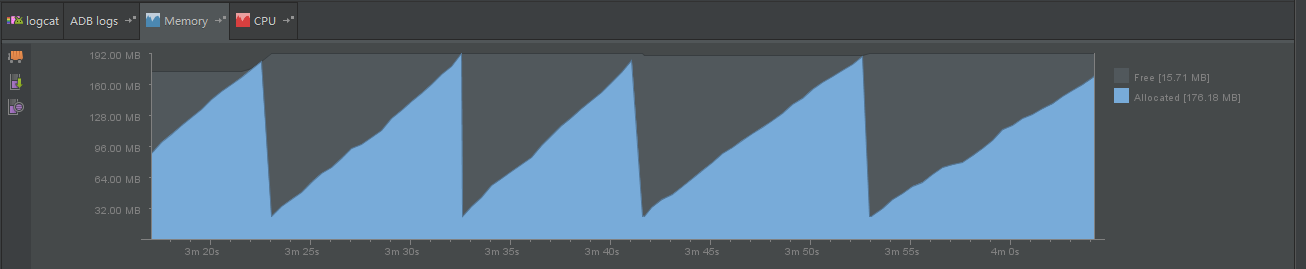 logcat ADB logs Memory CPU
192.00 MB
160.00 MB
128.00 MB
96.00 MB
64.00 MB
32.00 MB
Free [15.71 MB]
Allocated [176.18 MB]
3m 20s 3m 25s 3m 30s 3m 35s 3m 40s 3m 45s 3m 50s 3m 55s 4m 0s